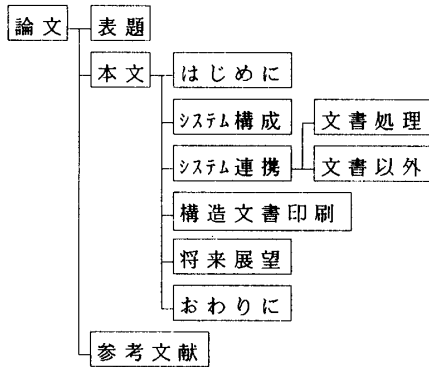 論文 表題
本文 はじめに
システム構成 文書処理
システム連携 文書以外
構造文書印刷
将来展望
おわりに
参考文献